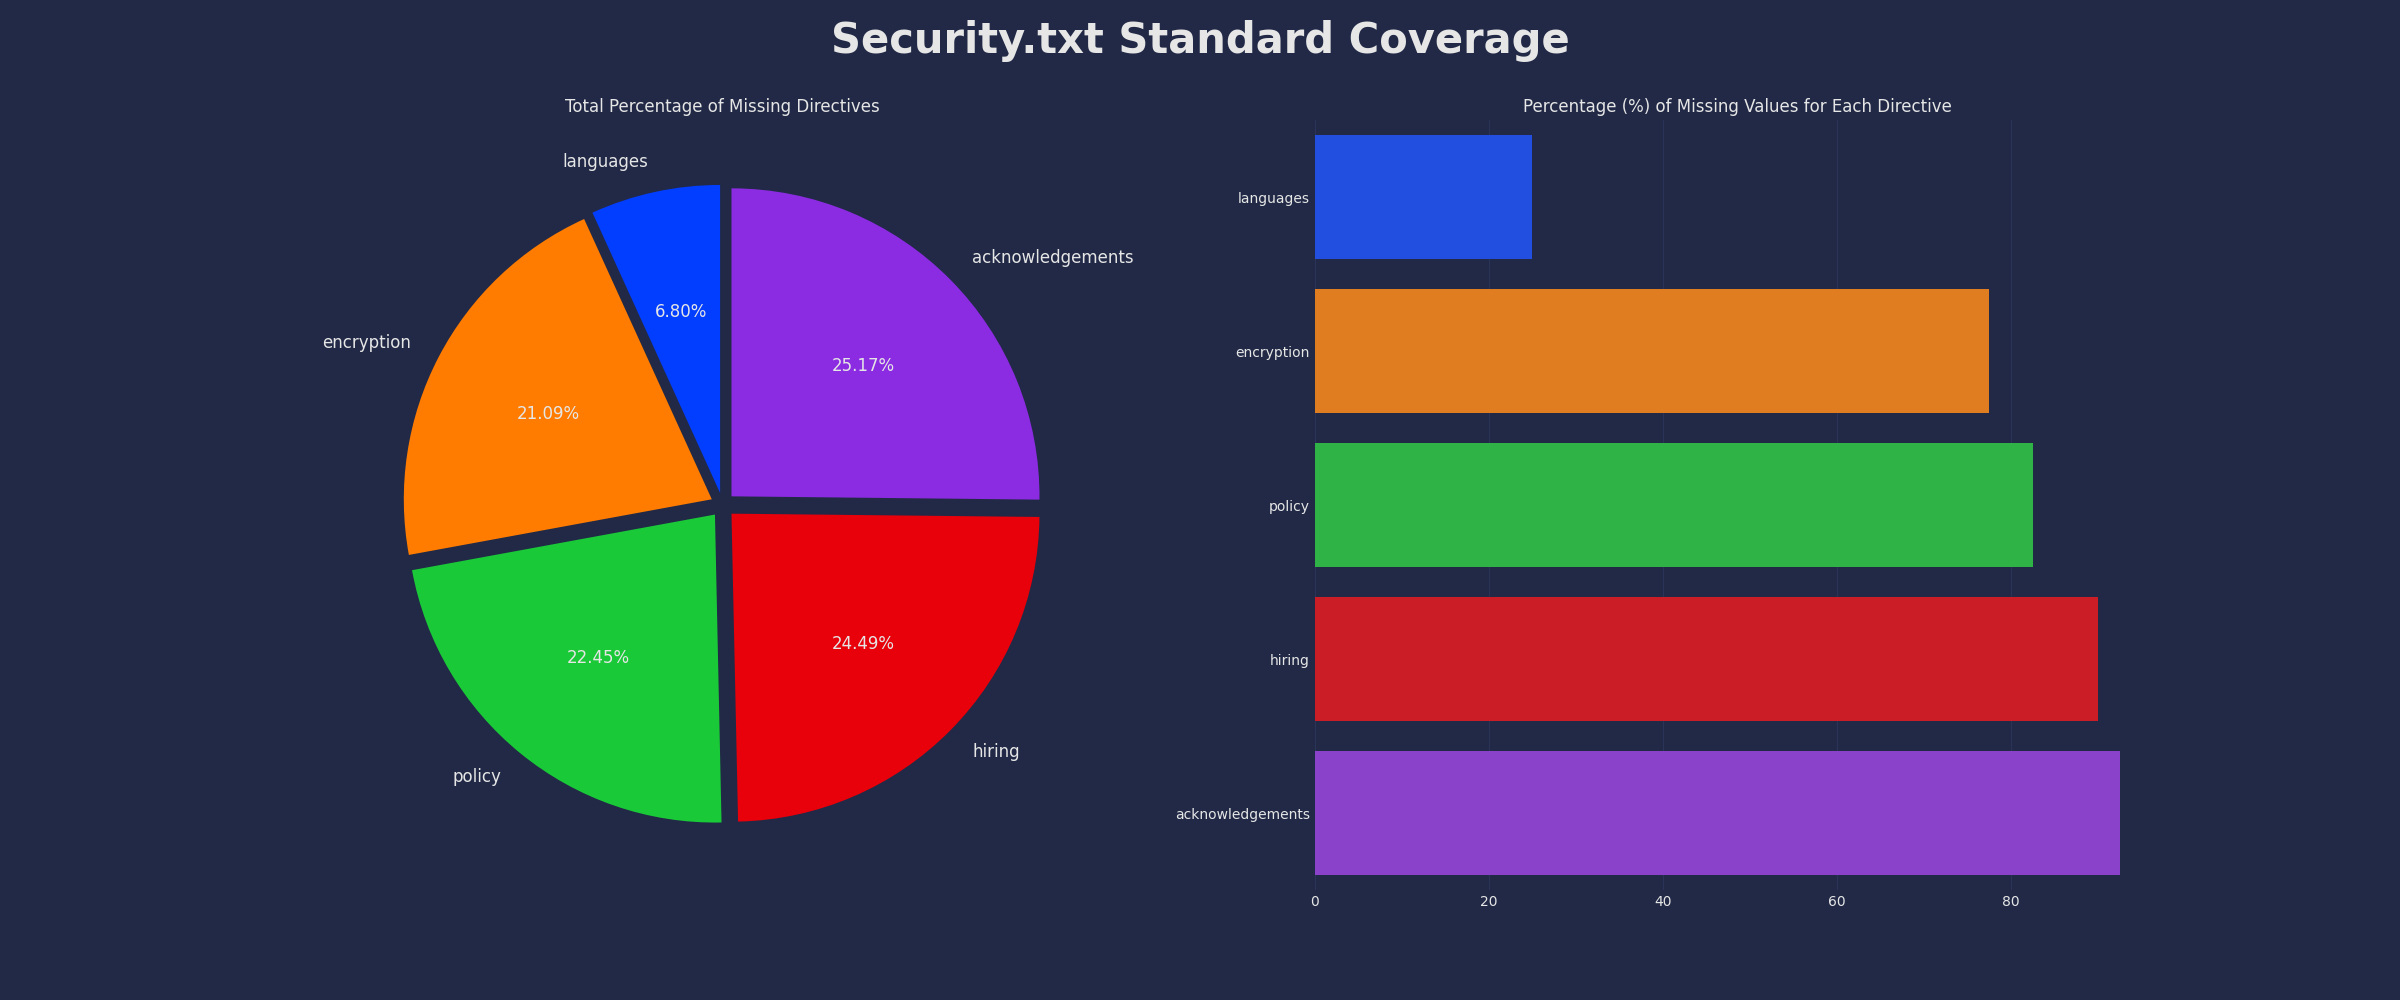 Security.txt Standard Coverage
Total Percentage of Missing Directives
languages
6.80%
acknowledgements
25.17%
encryption
21.09%
22.45%
24.49%
policy
hiring
Percentage (%) of Missing Values for Each Directive
languages
encryption
policy
hiring
acknowledgements
0 20 40 60 80